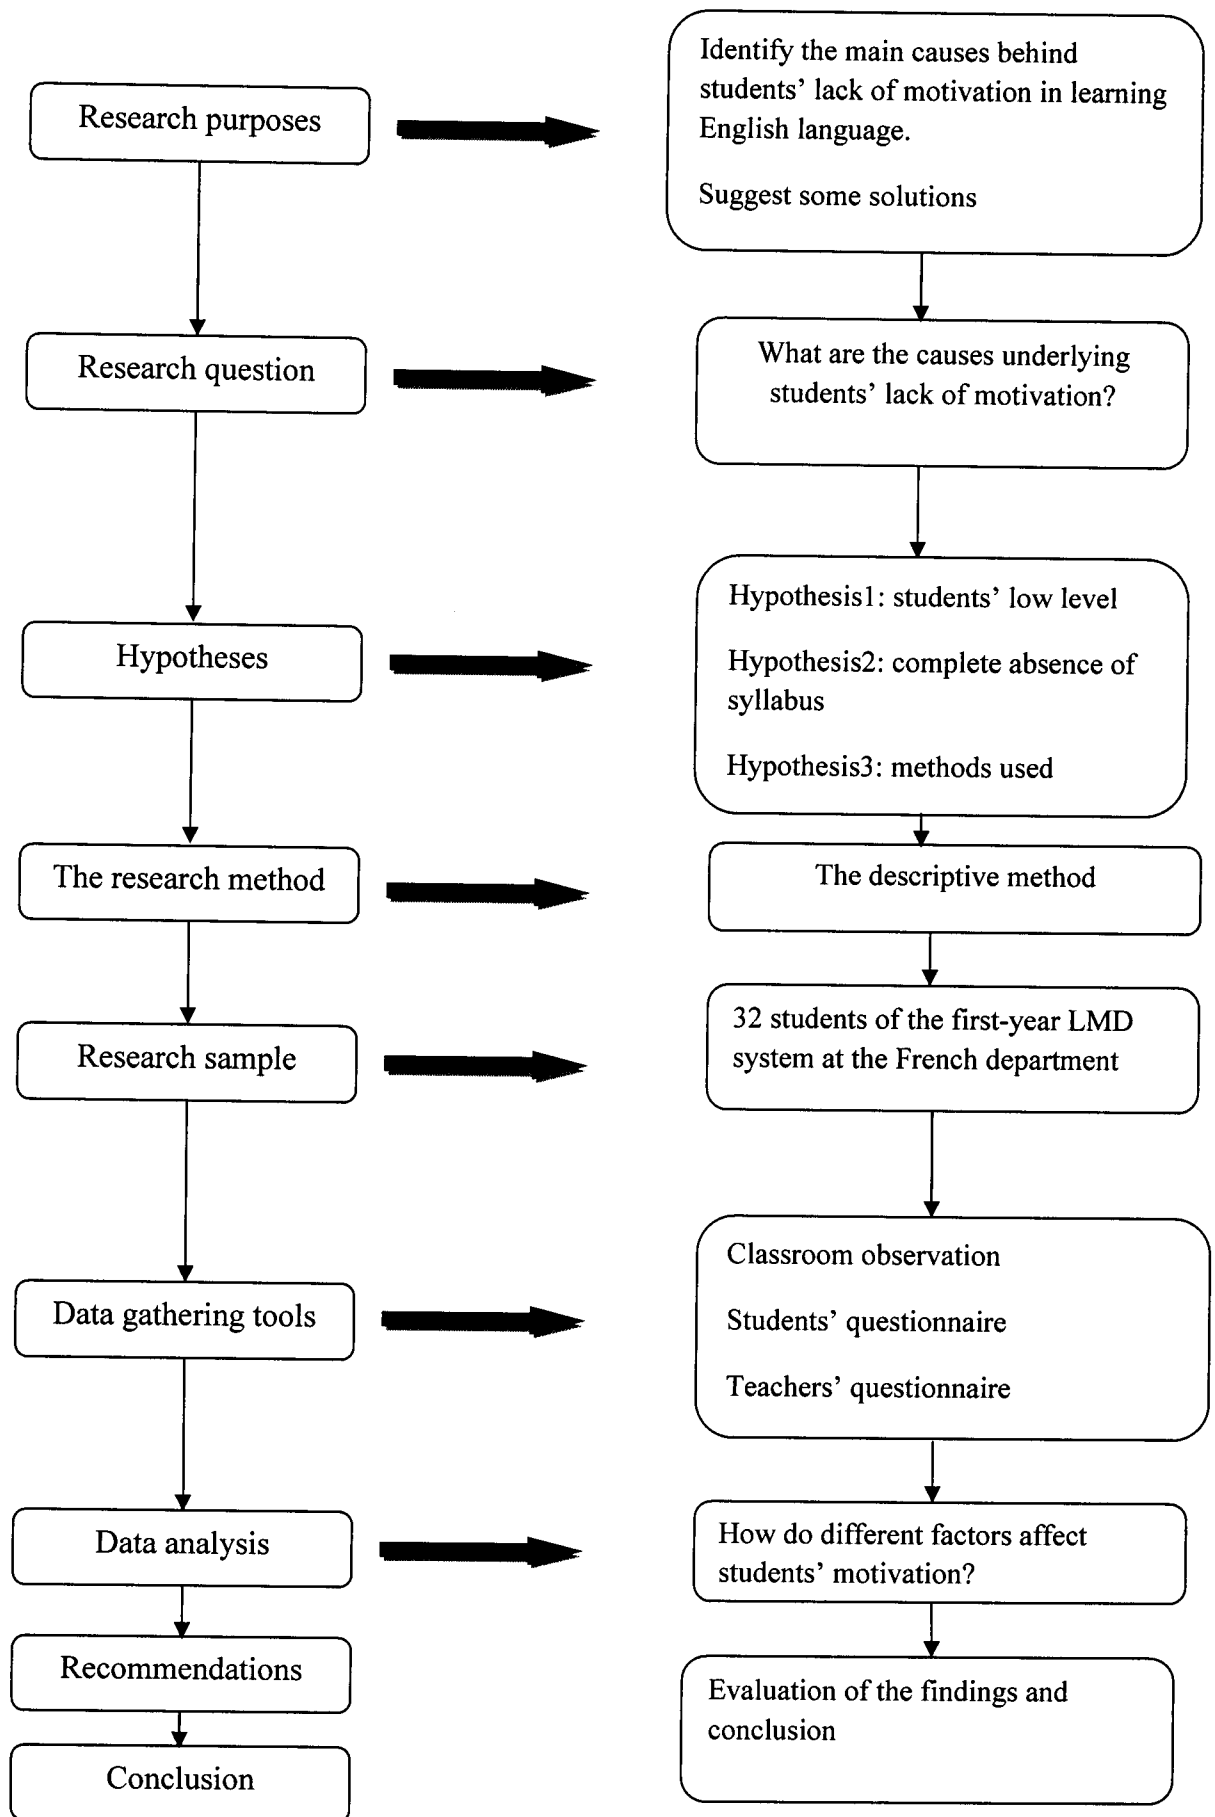 Research purposes
Identify the main causes behind
students’ lack of motivation in learning
English language.
Suggest some solutions
Research question
What are the causes underlying
students’ lack of motivation?
Hypotheses
Hypothesis1: students’ low level
Hypothesis2: complete absence of
syllabus
Hypothesis3: methods used
The research method
The descriptive method
Research sample
32 students of the first-year LMD
system at the French department
Data gathering tools
Classroom observation
Students’ questionnaire
Teachers’ questionnaire
Data analysis
How do different factors affect
students’ motivation?
Recommendations
Evaluation of the findings and
conclusion
Conclusion